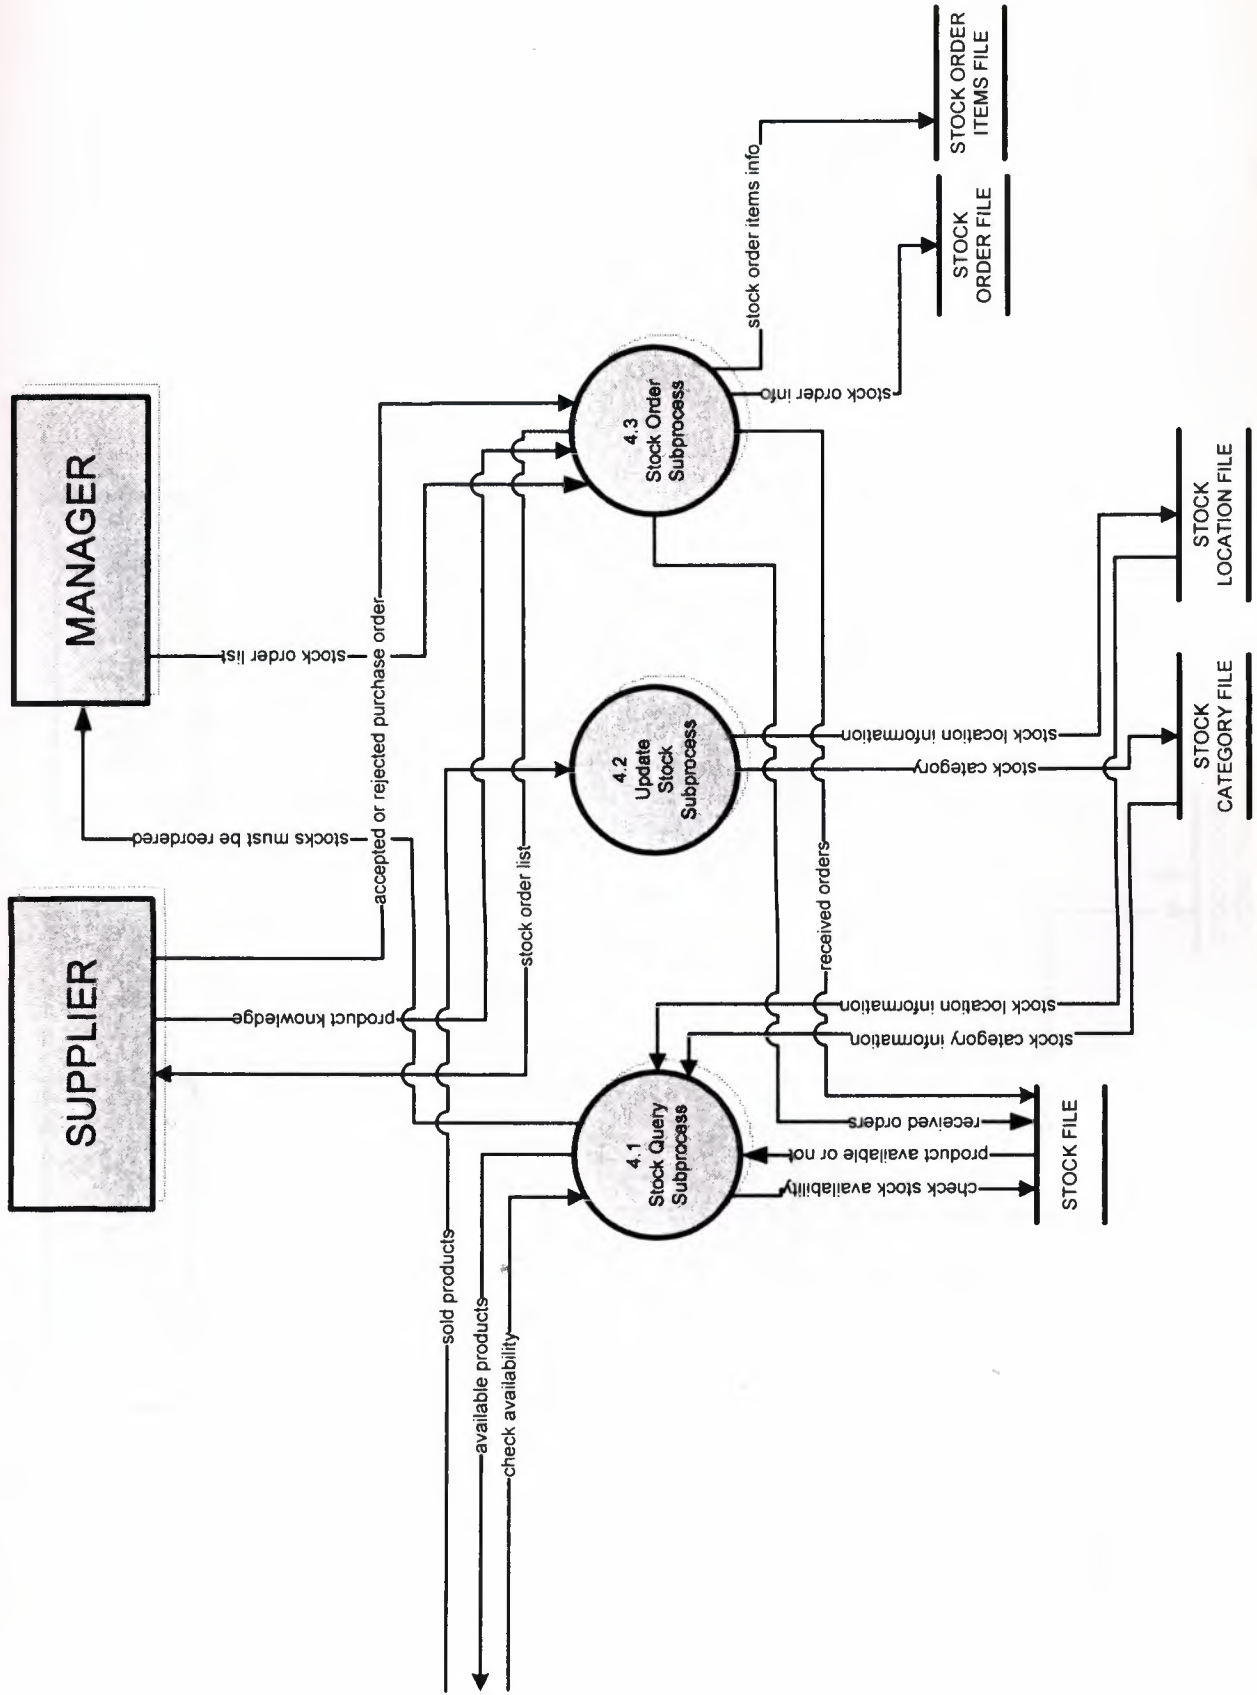 SUPPLIER
MANAGER
stocks must be reordered
stock order list
accepted or rejected purchase order
product knowledge
stock order list
sold products
available products
check availability
4.1
Stock Query
Subprocess
4.2
Update
Stock
Subprocess
4.3
Stock Order
Subprocess
stock order items info
stock order info
received orders
stock location information
stock category
stock location information
stock category information
received orders
product available or not
check stock availability
STOCK FILE
STOCK
CATEGORY FILE
STOCK
LOCATION FILE
STOCK
ORDER FILE
STOCK ORDER
ITEMS FILE